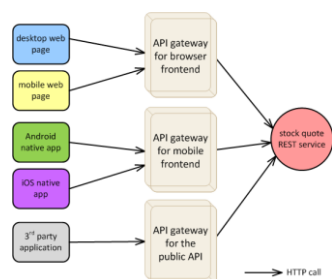 desktop web
page
mobile web
page
Android
native app
iOS native
app
3rd party
application
API gateway
for browser
frontend
API gateway
for mobile
frontend
API gateway
for the
public API
stock quote
REST service
HTTP call